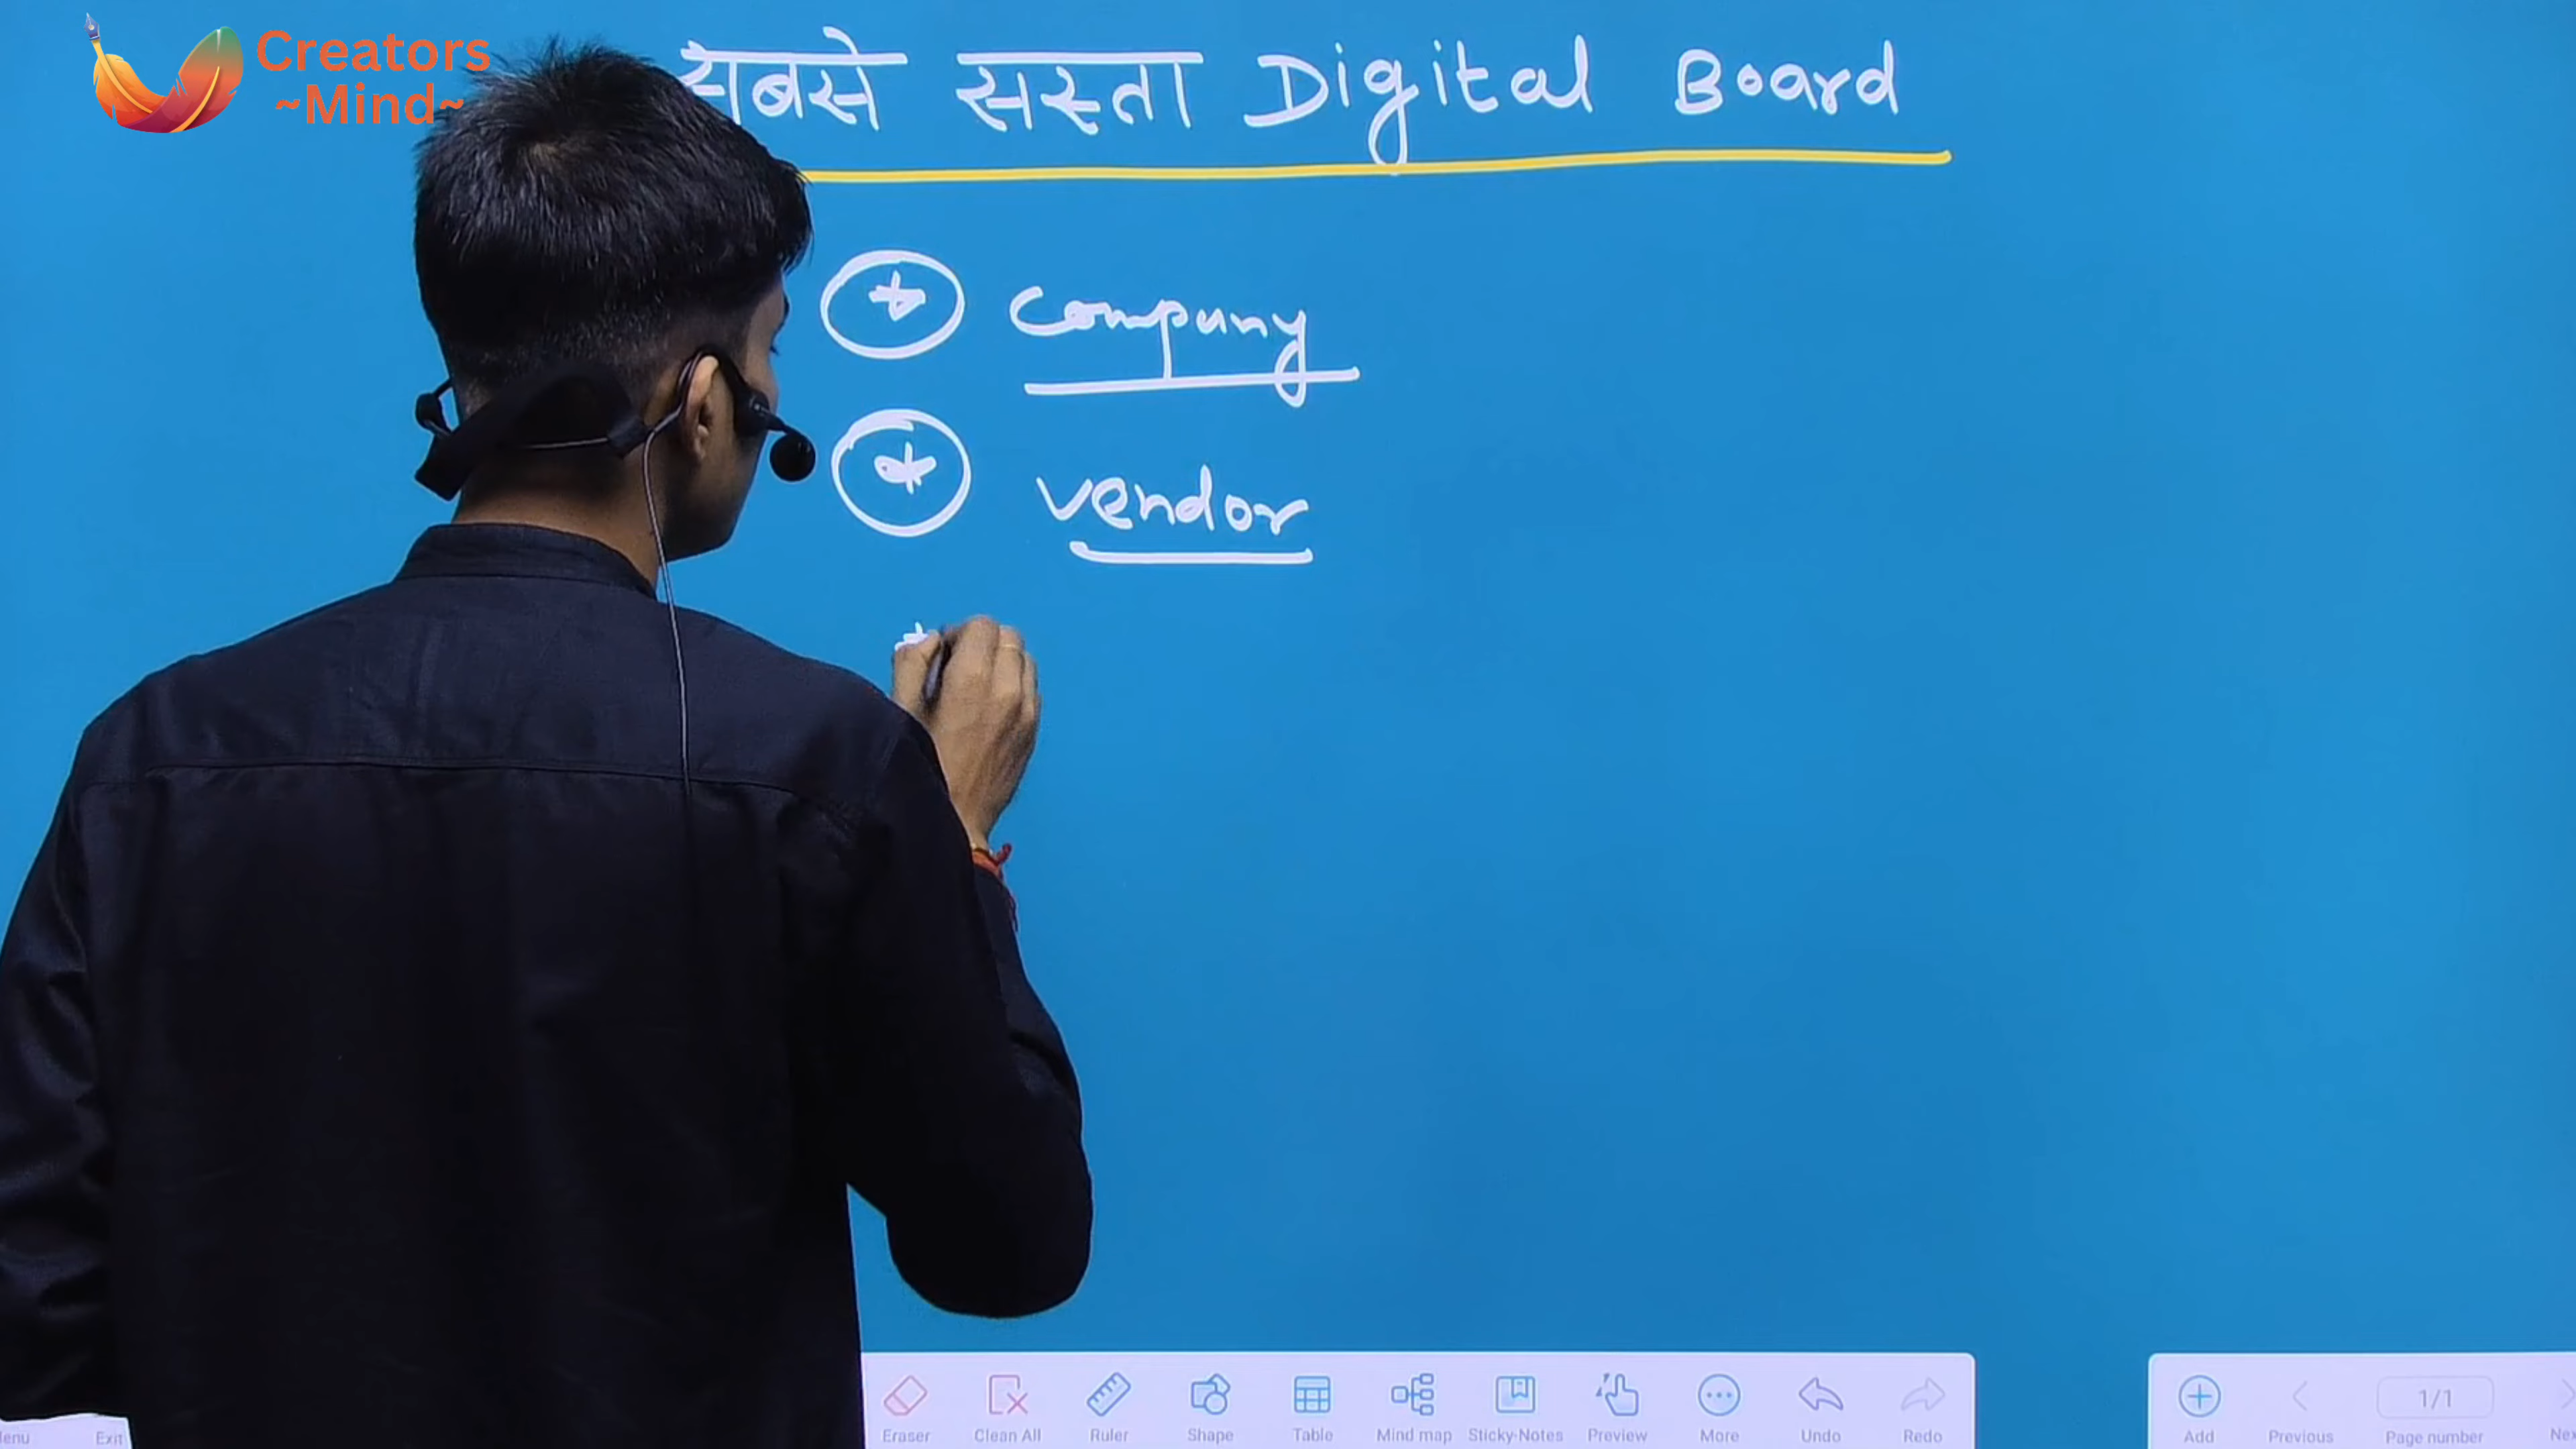 Creators
~Mind~
सबसे सस्ता Digital Board
company
vendor
Eraser Clean All Ruler Shape Table Mind map Sticky-Notes Preview More Undo Redo
1/1
Add Previous Page number
Exit